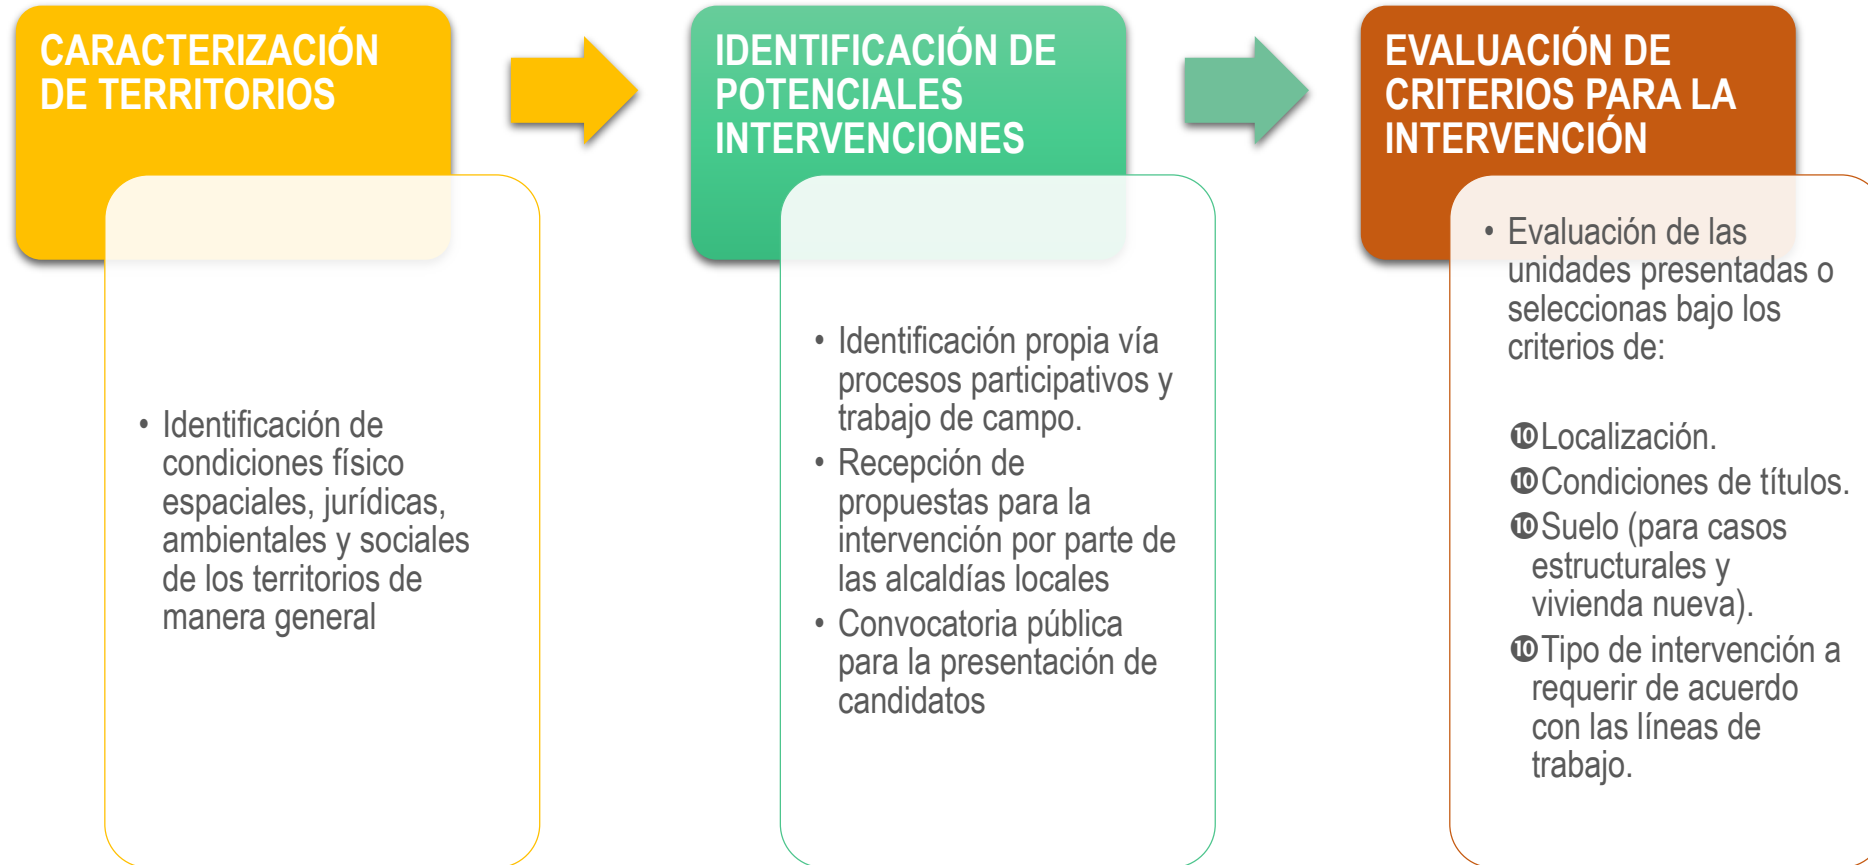 CARACTERIZACIÓN
DE TERRITORIOS
• Identificación de
condiciones físico
espaciales, jurídicas,
ambientales y sociales
de los territorios de
manera general
IDENTIFICACIÓN DE
POTENCIALES
INTERVENCIONES
• Identificación propia vía
procesos participativos y
trabajo de campo.
• Recepción de
propuestas para la
intervención por parte de
las alcaldías locales
• Convocatoria pública
para la presentación de
candidatos
EVALUACIÓN DE
CRITERIOS PARA LA
INTERVENCIÓN
• Evaluación de las
unidades presentadas o
seleccionas bajo los
criterios de:
❿Localización.
❿Condiciones de títulos.
❿Suelo (para casos
estructurales y
vivienda nueva).
❿Tipo de intervención a
requerir de acuerdo
con las líneas de
trabajo.